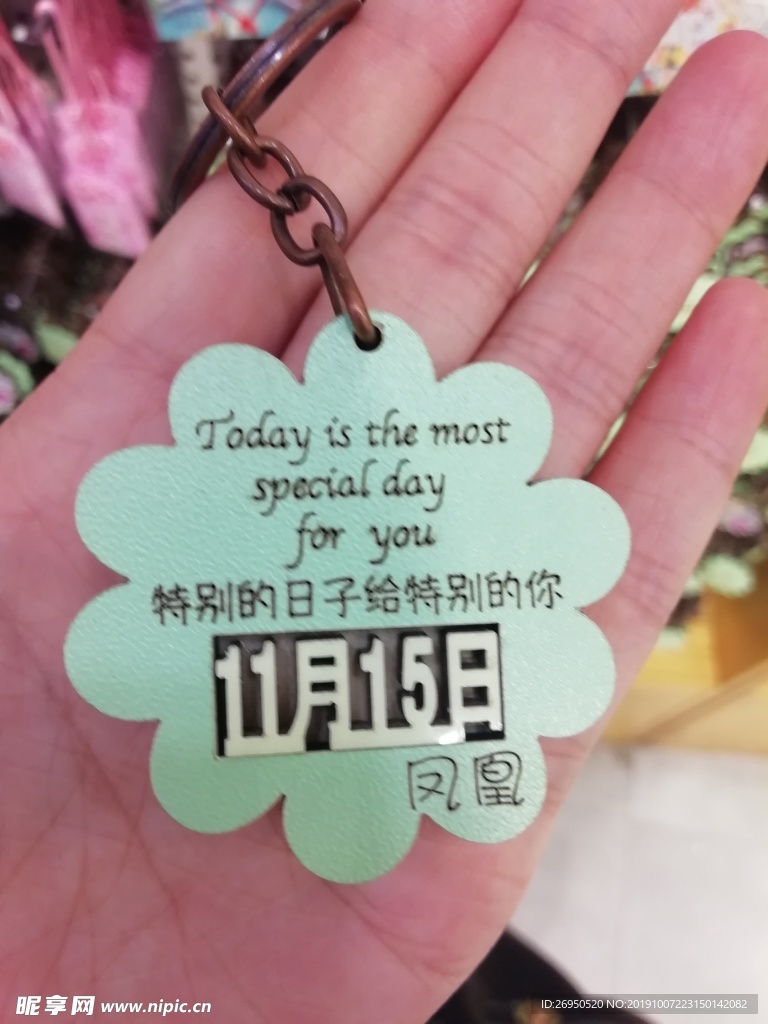 Today is the most
special day
for you
特别的日子给特别的你
11月15日
凤凰
昵享网 www.nipic.cn
ID:26950520 NO:20191007223150142082